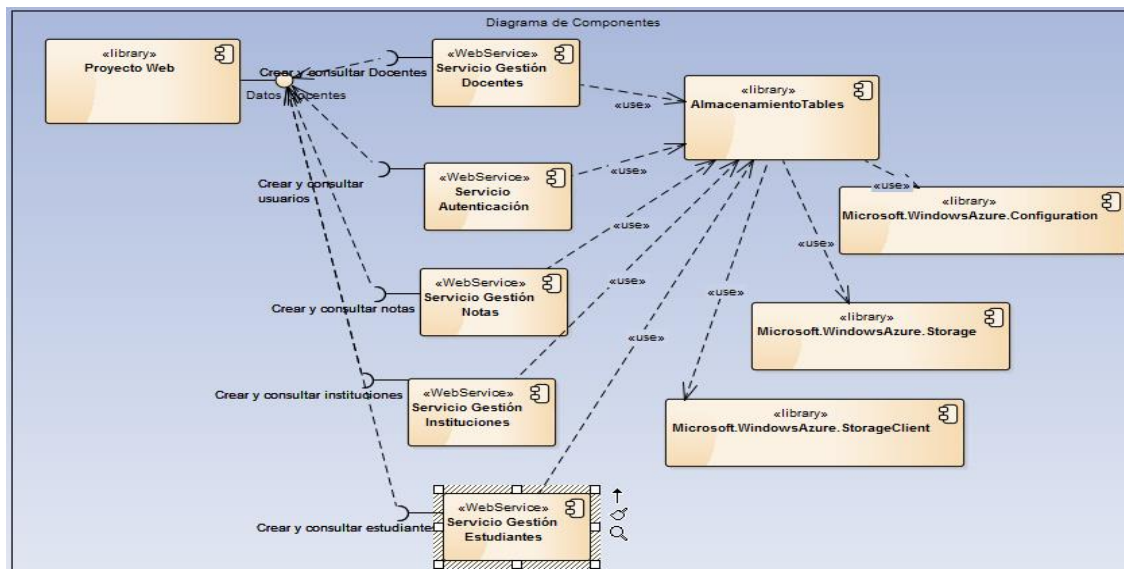 Diagrama de Componentes
«library»
Proyecto Web
Crear y consultar Docentes
Datos Docentes
«WebService»
Servicio Gestión
Docentes
«use»
«library»
AlmacenamientoTables
Crear y consultar
usuarios
«WebService»
Servicio
Autenticación
«use»
«use»
«library»
Microsoft.WindowsAzure.Configuration
Crear y consultar notas
«WebService»
Servicio Gestión
Notas
«use»
«use»
«use»
«use»
«library»
Microsoft.WindowsAzure.Storage
Crear y consultar instituciones
«WebService»
Servicio Gestión
Instituciones
«use»
«library»
Microsoft.WindowsAzure.StorageClient
Crear y consultar estudiantes
«WebService»
Servicio Gestión
Estudiantes